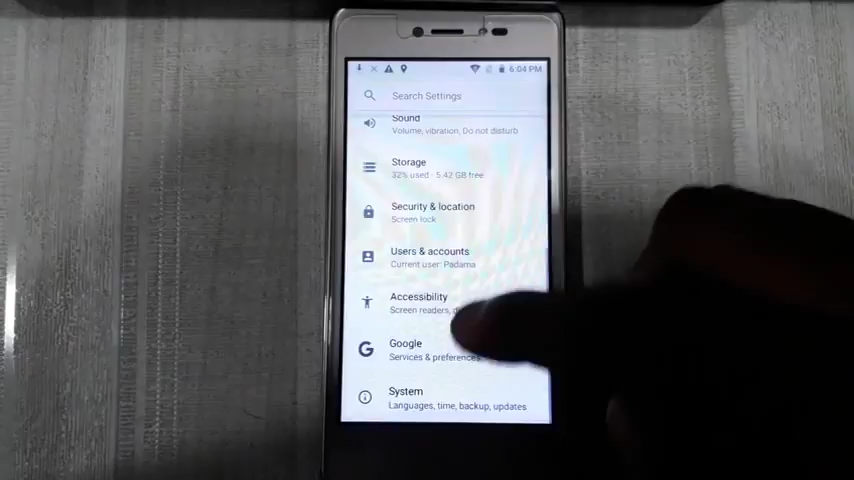 6:04 PM
Search Settings
Sound
Volume, vibration, Do not disturb
Storage
32% used - 5.42 GB free
Security & location
Screen lock
Users & accounts
Current user: Padama
Accessibility
Screen readers,
Google
Services & preferences
System
Languages, time, backup, updates